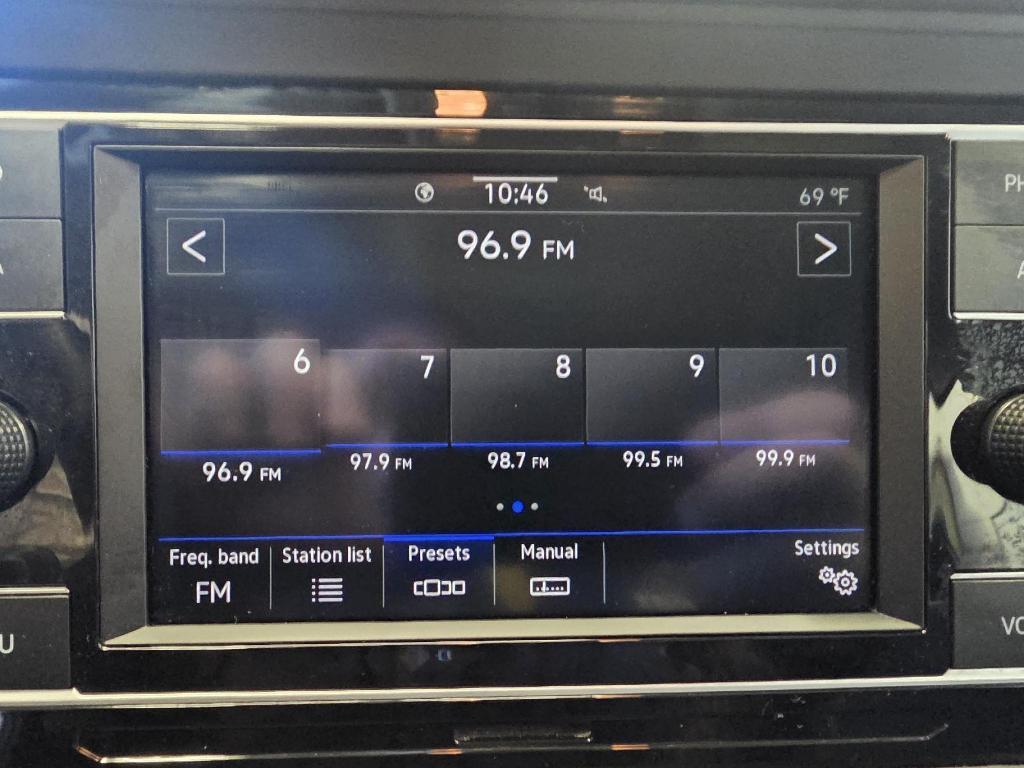 10:46
69 °F
<
96.9 FM
>
6
7
8
9
10
96.9 FM
97.9 FM
98.7 FM
99.5 FM
99.9 FM
Freq. band
Station list
Presets
Manual
Settings
FM